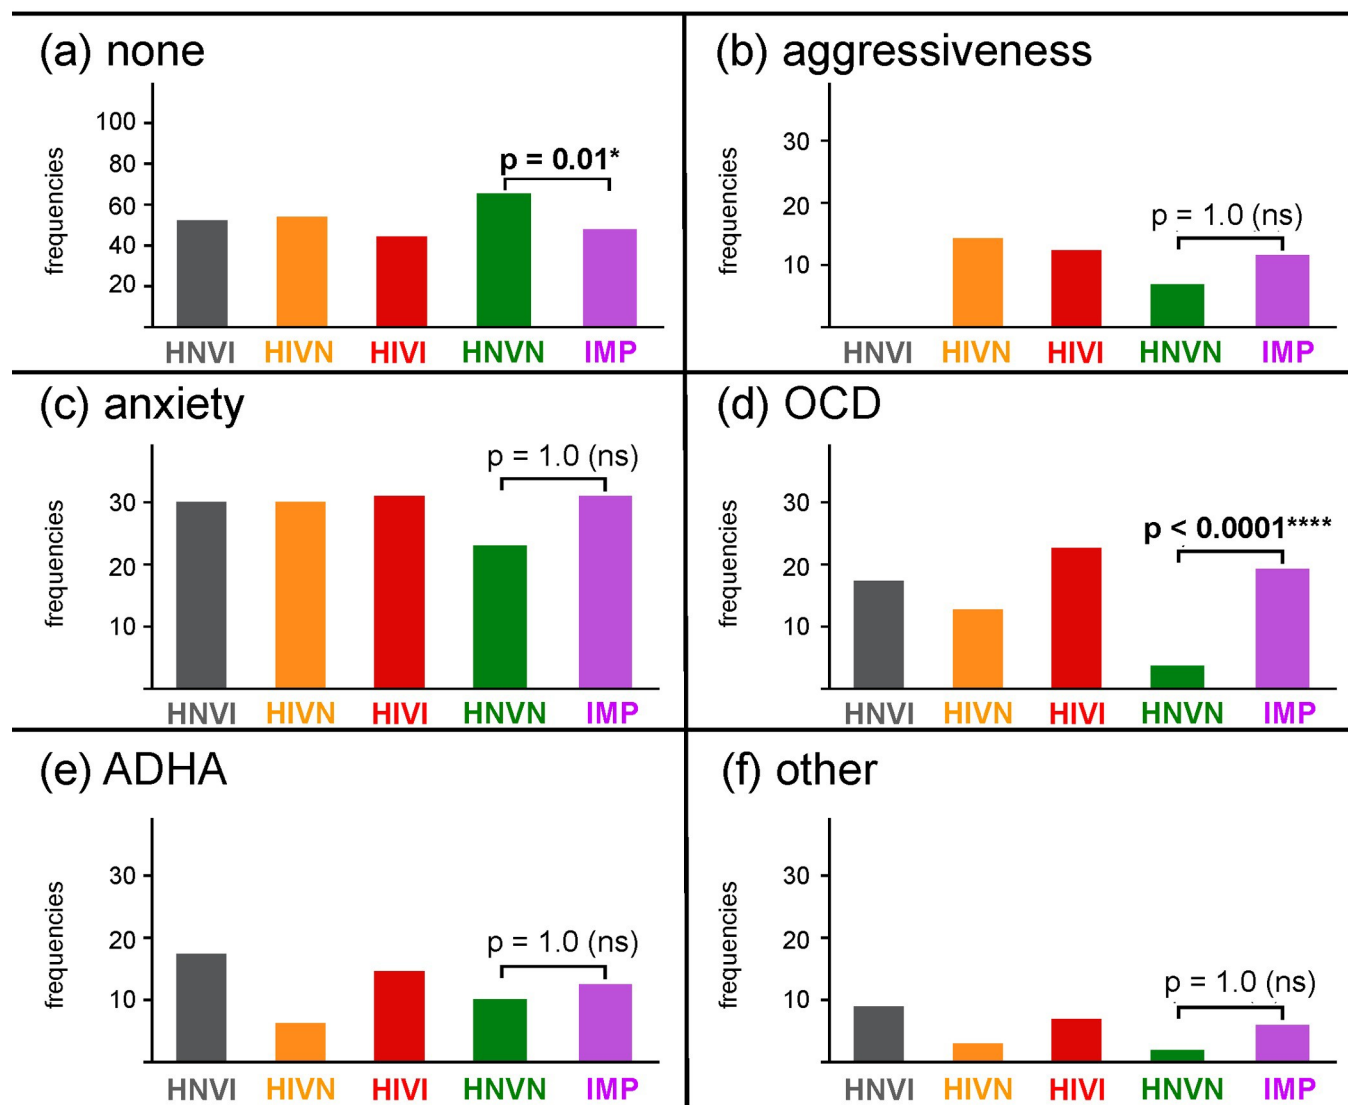 (a) none
frequencies
100
80
60
40
20
p = 0.01*
HNVI HIVN HIVI HNVN IMP
(b) aggressiveness
frequencies
30
20
10
p = 1.0 (ns)
HNVI HIVN HIVI HNVN IMP
(c) anxiety
frequencies
30
20
10
p = 1.0 (ns)
HNVI HIVN HIVI HNVN IMP
(d) OCD
frequencies
30
20
10
p < 0.0001****
HNVI HIVN HIVI HNVN IMP
(e) ADHA
frequencies
30
20
10
p = 1.0 (ns)
HNVI HIVN HIVI HNVN IMP
(f) other
frequencies
30
20
10
p = 1.0 (ns)
HNVI HIVN HIVI HNVN IMP